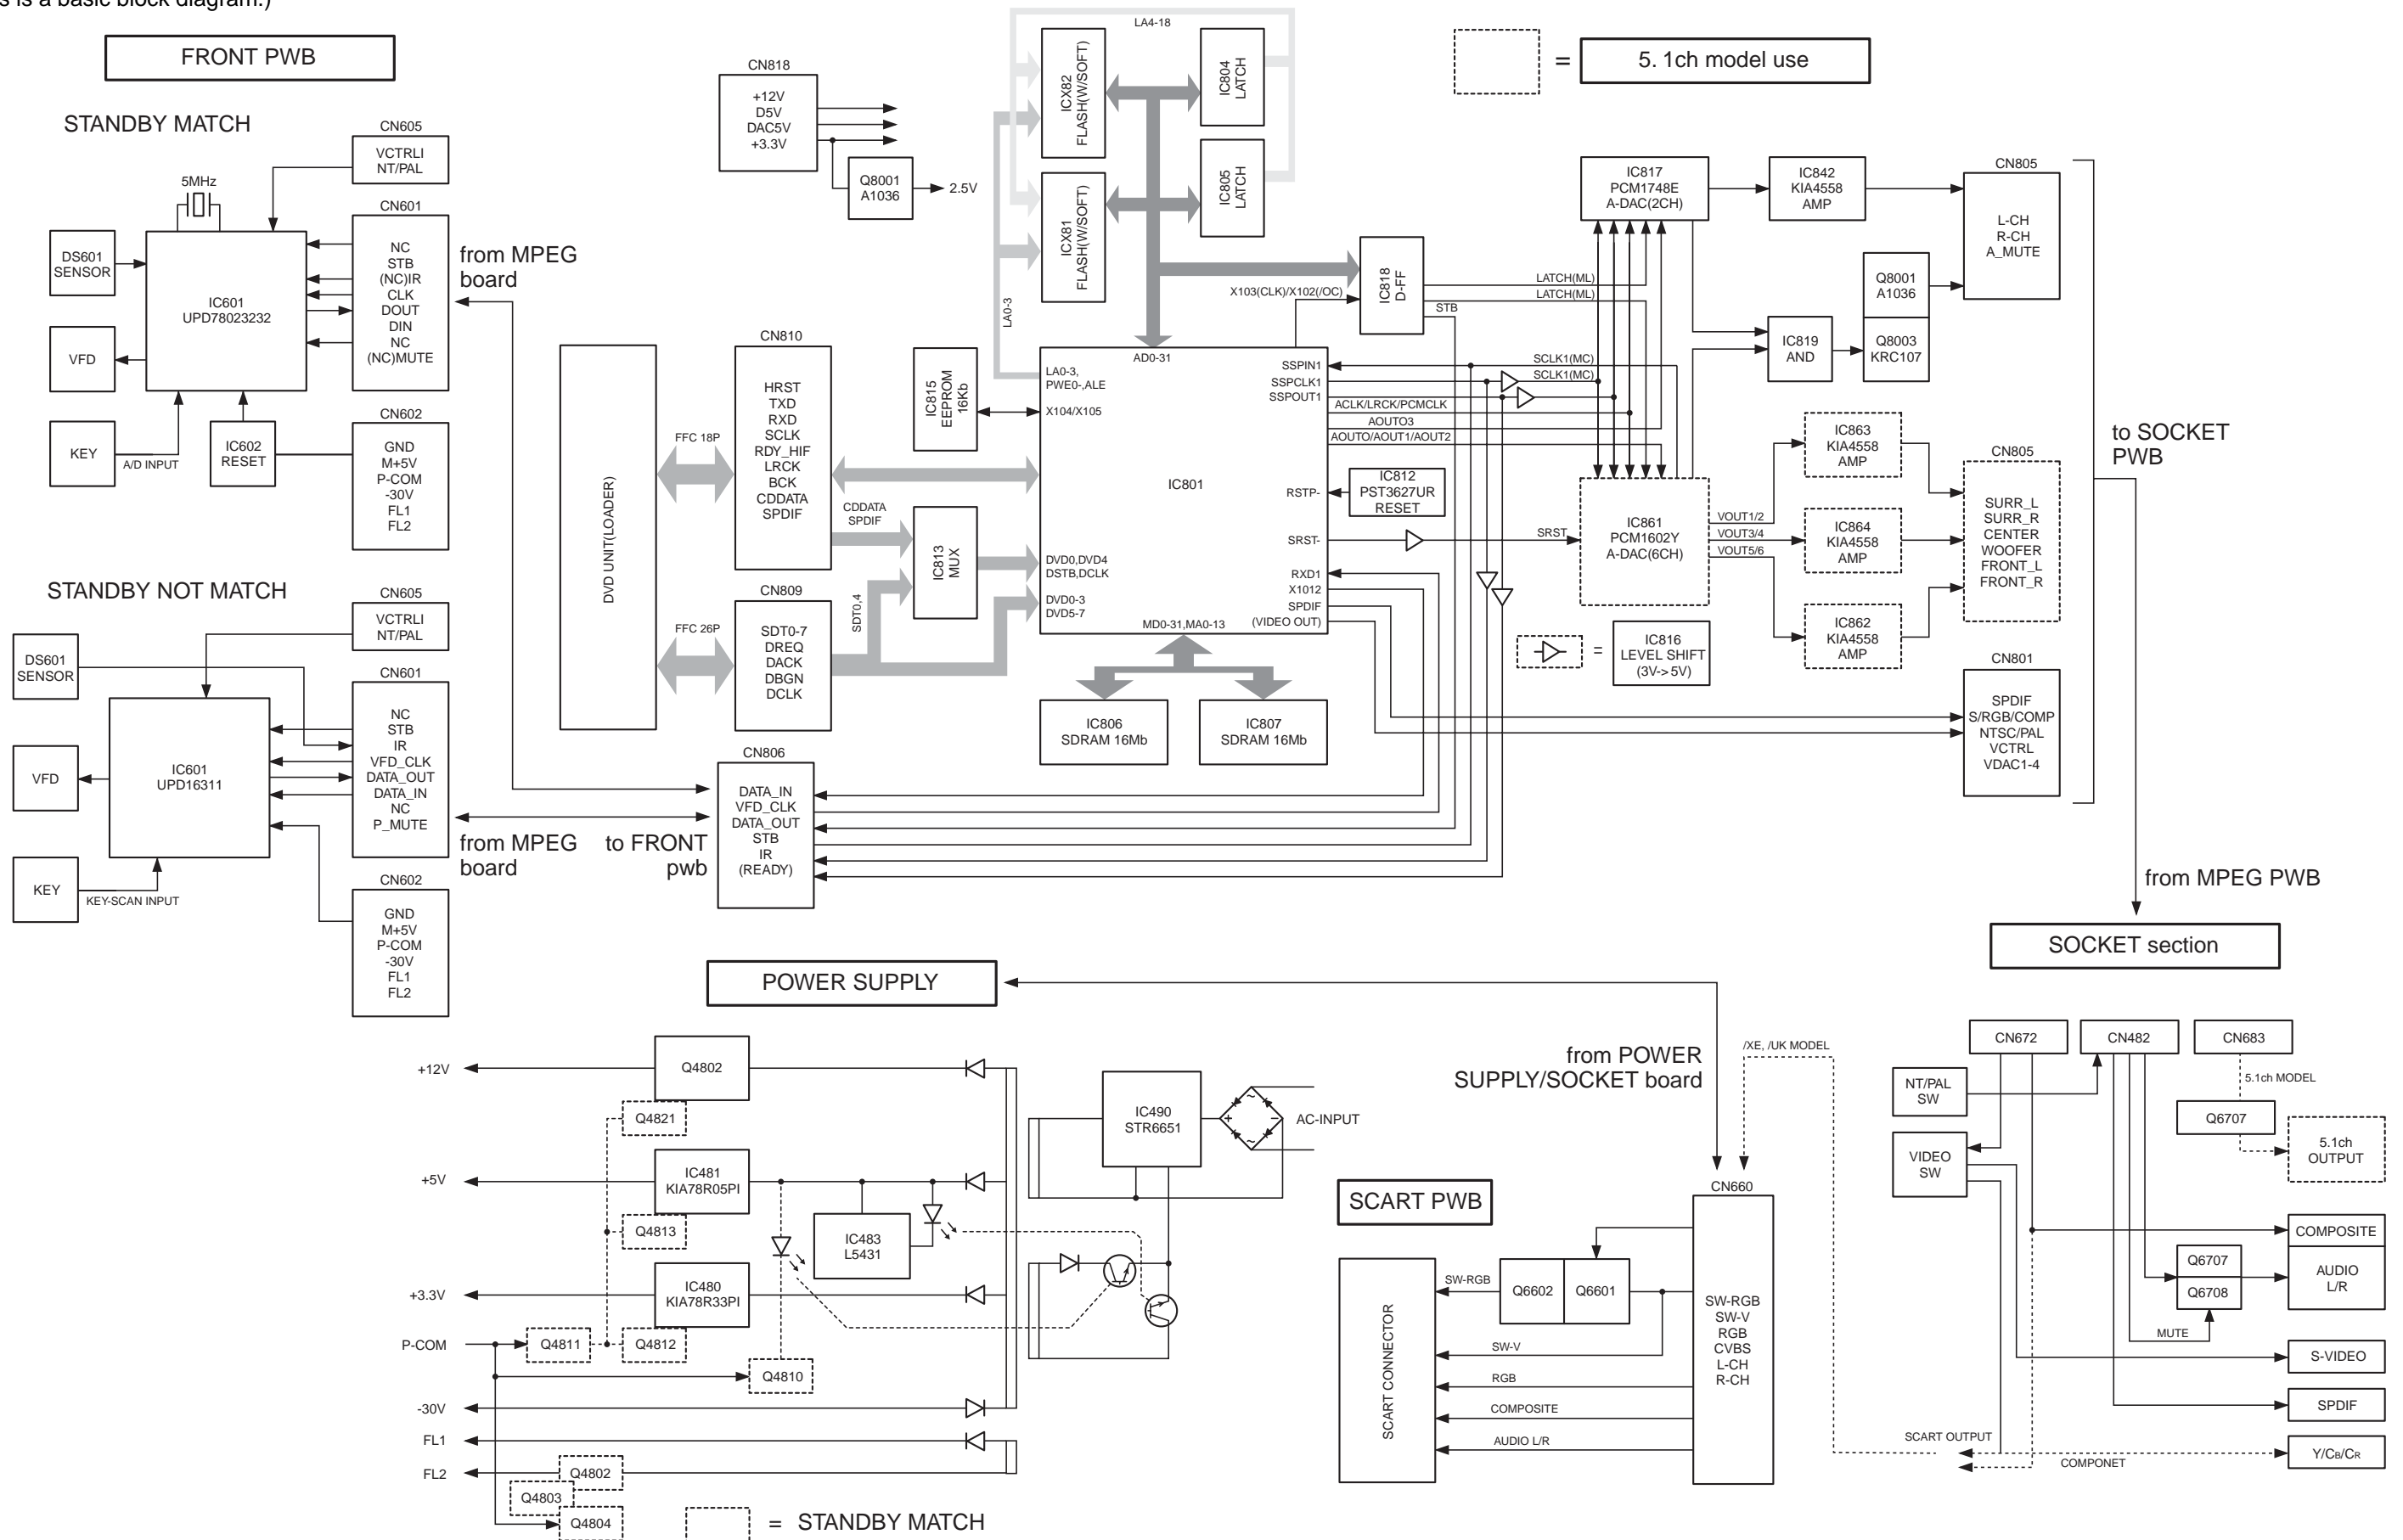 s is a basic block diagram.)
FRONT PWB
STANDBY MATCH
5MHz
DS601
SENSOR
VFD
KEY
A/D INPUT
IC601
UPD78023232
IC602
RESET
CN605
VCTRLI
NT/PAL
CN601
NC
STB
(NC)IR
CLK
DOUT
DIN
NC
(NC)MUTE
CN602
GND
M+5V
P-COM
-30V
FL1
FL2
from MPEG
board
STANDBY NOT MATCH
DS601
SENSOR
VFD
KEY
KEY-SCAN INPUT
IC601
UPD16311
CN605
VCTRLI
NT/PAL
CN601
NC
STB
IR
VFD_CLK
DATA_OUT
DATA_IN
NC
P_MUTE
CN602
GND
M+5V
P-COM
-30V
FL1
FL2
from MPEG
board
to FRONT
pwb
CN818
+12V
D5V
DAC5V
+3.3V
Q8001
A1036
2.5V
LA4-18
ICX82
FLASH(W/SOFT)
IC804
LATCH
ICX81
FLASH(W/SOFT)
IC805
LATCH
LA0-3
DVD UNIT(LOADER)
FFC 18P
FFC 26P
CN810
HRST
TXD
RXD
SCLK
RDY_HIF
LRCK
BCK
CDDATA
SPDIF
CN809
SDT0-7
DREQ
DACK
DBGN
DCLK
IC815
EEPROM
16Kb
CDDATA
SPDIF
SDT0,4
IC813
MUX
CN806
DATA_IN
VFD_CLK
DATA_OUT
STB
IR
(READY)
AD0-31
LA0-3,
PWE0-,ALE
X104/X105
IC801
DVD0,DVD4
DSTB,DCLK
DVD0-3
DVD5-7
MD0-31,MA0-13
SSPIN1
SSPCLK1
SSPOUT1
RSTP-
SRST-
RXD1
X1012
SPDIF
(VIDEO OUT)
IC806
SDRAM 16Mb
IC807
SDRAM 16Mb
X103(CLK)/X102(/OC)
IC818
D-FF
LATCH(ML)
LATCH(ML)
STB
SCLK1(MC)
SCLK1(MC)
ACLK/LRCK/PCMCLK
AOUTO3
AOUTO/AOUT1/AOUT2
IC812
PST3627UR
RESET
SRST
= 5. 1ch model use
IC817
PCM1748E
A-DAC(2CH)
IC842
KIA4558
AMP
CN805
L-CH
R-CH
A_MUTE
IC819
AND
Q8001
A1036
Q8003
KRC107
IC861
PCM1602Y
A-DAC(6CH)
VOUT1/2
VOUT3/4
VOUT5/6
IC863
KIA4558
AMP
IC864
KIA4558
AMP
IC862
KIA4558
AMP
CN805
SURR_L
SURR_R
CENTER
WOOFER
FRONT_L
FRONT_R
=
IC816
LEVEL SHIFT
(3V-> 5V)
CN801
SPDIF
S/RGB/COMP
NTSC/PAL
VCTRL
VDAC1-4
to SOCKET
PWB
from MPEG PWB
SOCKET section
POWER SUPPLY
+12V
Q4802
Q4821
+5V
IC481
KIA78R05PI
Q4813
IC483
L5431
+3.3V
IC480
KIA78R33PI
P-COM
Q4811
Q4812
Q4810
-30V
FL1
FL2
Q4802
Q4803
Q4804
= STANDBY MATCH
IC490
STR6651
~
+
-
~
AC-INPUT
from POWER
SUPPLY/SOCKET board
/XE, /UK MODEL
SCART PWB
SCART CONNECTOR
SW-RGB
Q6602
Q6601
SW-V
RGB
COMPOSITE
AUDIO L/R
CN660
SW-RGB
SW-V
RGB
CVBS
L-CH
R-CH
CN672
CN482
CN683
NT/PAL
SW
VIDEO
SW
5.1ch MODEL
Q6707
5.1ch
OUTPUT
COMPOSITE
Q6707
Q6708
AUDIO
L/R
MUTE
S-VIDEO
SPDIF
SCART OUTPUT
COMPONET
Y/CB/CR